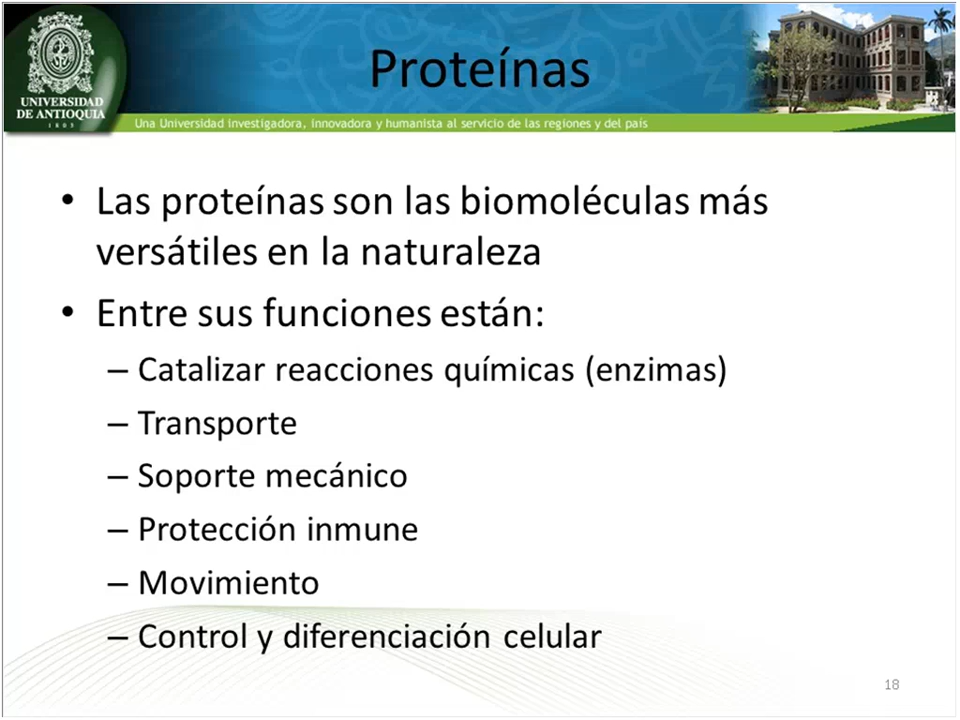 UNIVERSIDAD
DE ANTIOQUIA
1803
Proteínas
Una Universidad investigadora, innovadora y humanista al servicio de las regiones y del país
• Las proteínas son las biomoléculas más
versátiles en la naturaleza
• Entre sus funciones están:
– Catalizar reacciones químicas (enzimas)
– Transporte
– Soporte mecánico
– Protección inmune
– Movimiento
– Control y diferenciación celular
18